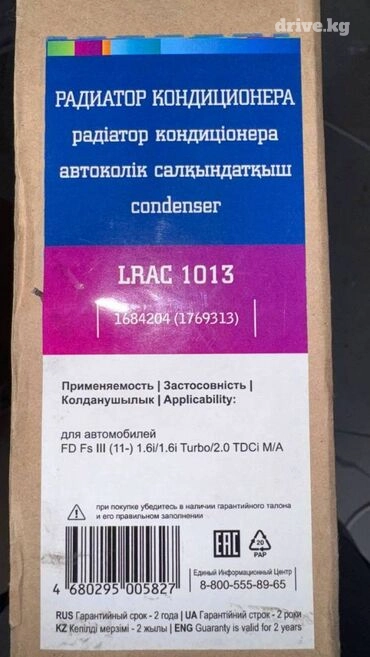 drive.kg
РАДИАТОР КОНДИЦИОНЕРА
радіатор кондиціонера
автокөлік салқындатқыш
condenser
LRAC 1013
1684204 (1769313)
Применяемость | Застосовність |
Колданушылык | Applicability:
для автомобилей
FD Fs III (11-) 1.6i/1.6i Turbo/2.0 TDCi M/A
при покупке убедитесь в наличии гарантийного талона
и его правильном заполнении
EAC
20
PAP
4 680295 005827
Единый Информационный Центр
8-800-555-89-65
RUS Гарантийный срок - 2 года | UA Гарантійний строк - 2 роки
KZ Кепілді мерзімі - 2 жылы | ENG Guaranty is valid for 2 years